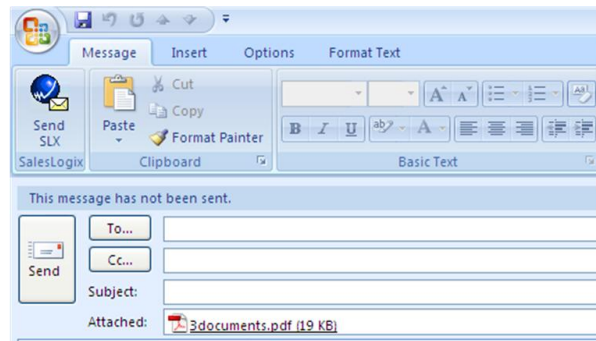 Message Insert Options Format Text
Send SLX
Paste
Cut
Copy
Format Painter
B I U ab A A A
SalesLogix Clipboard Basic Text
This message has not been sent.
Send
To...
Cc...
Subject:
Attached: 3documents.pdf (19 KB)